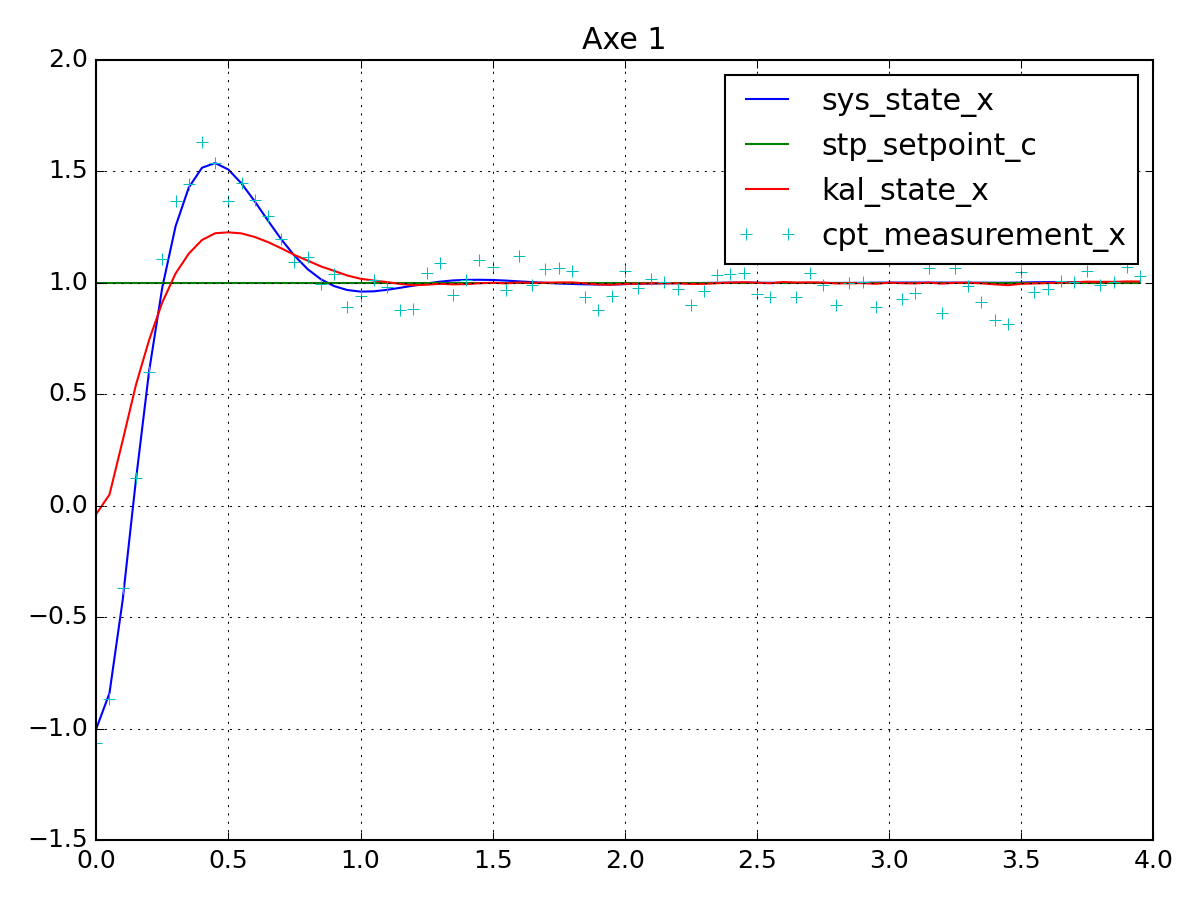 Axe 1
2.0
sys_state_x
stp_setpoint_c
1.5
kal_state_x
cpt_measurement_x
1.0
0.5
0.0
−0.5
−1.0
−1.5
0.0 0.5 1.0 1.5 2.0 2.5 3.0 3.5 4.0